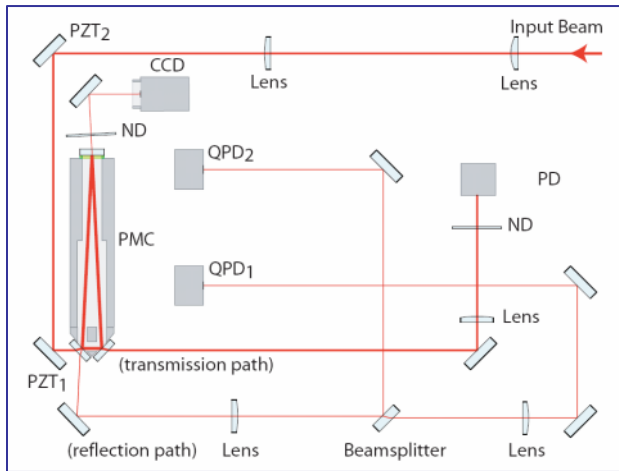 PZT2
Input Beam
Lens
Lens
CCD
ND
QPD2
PD
ND
PMC
QPD1
Lens
(transmission path)
PZT1
(reflection path)
Lens
Beamsplitter
Lens